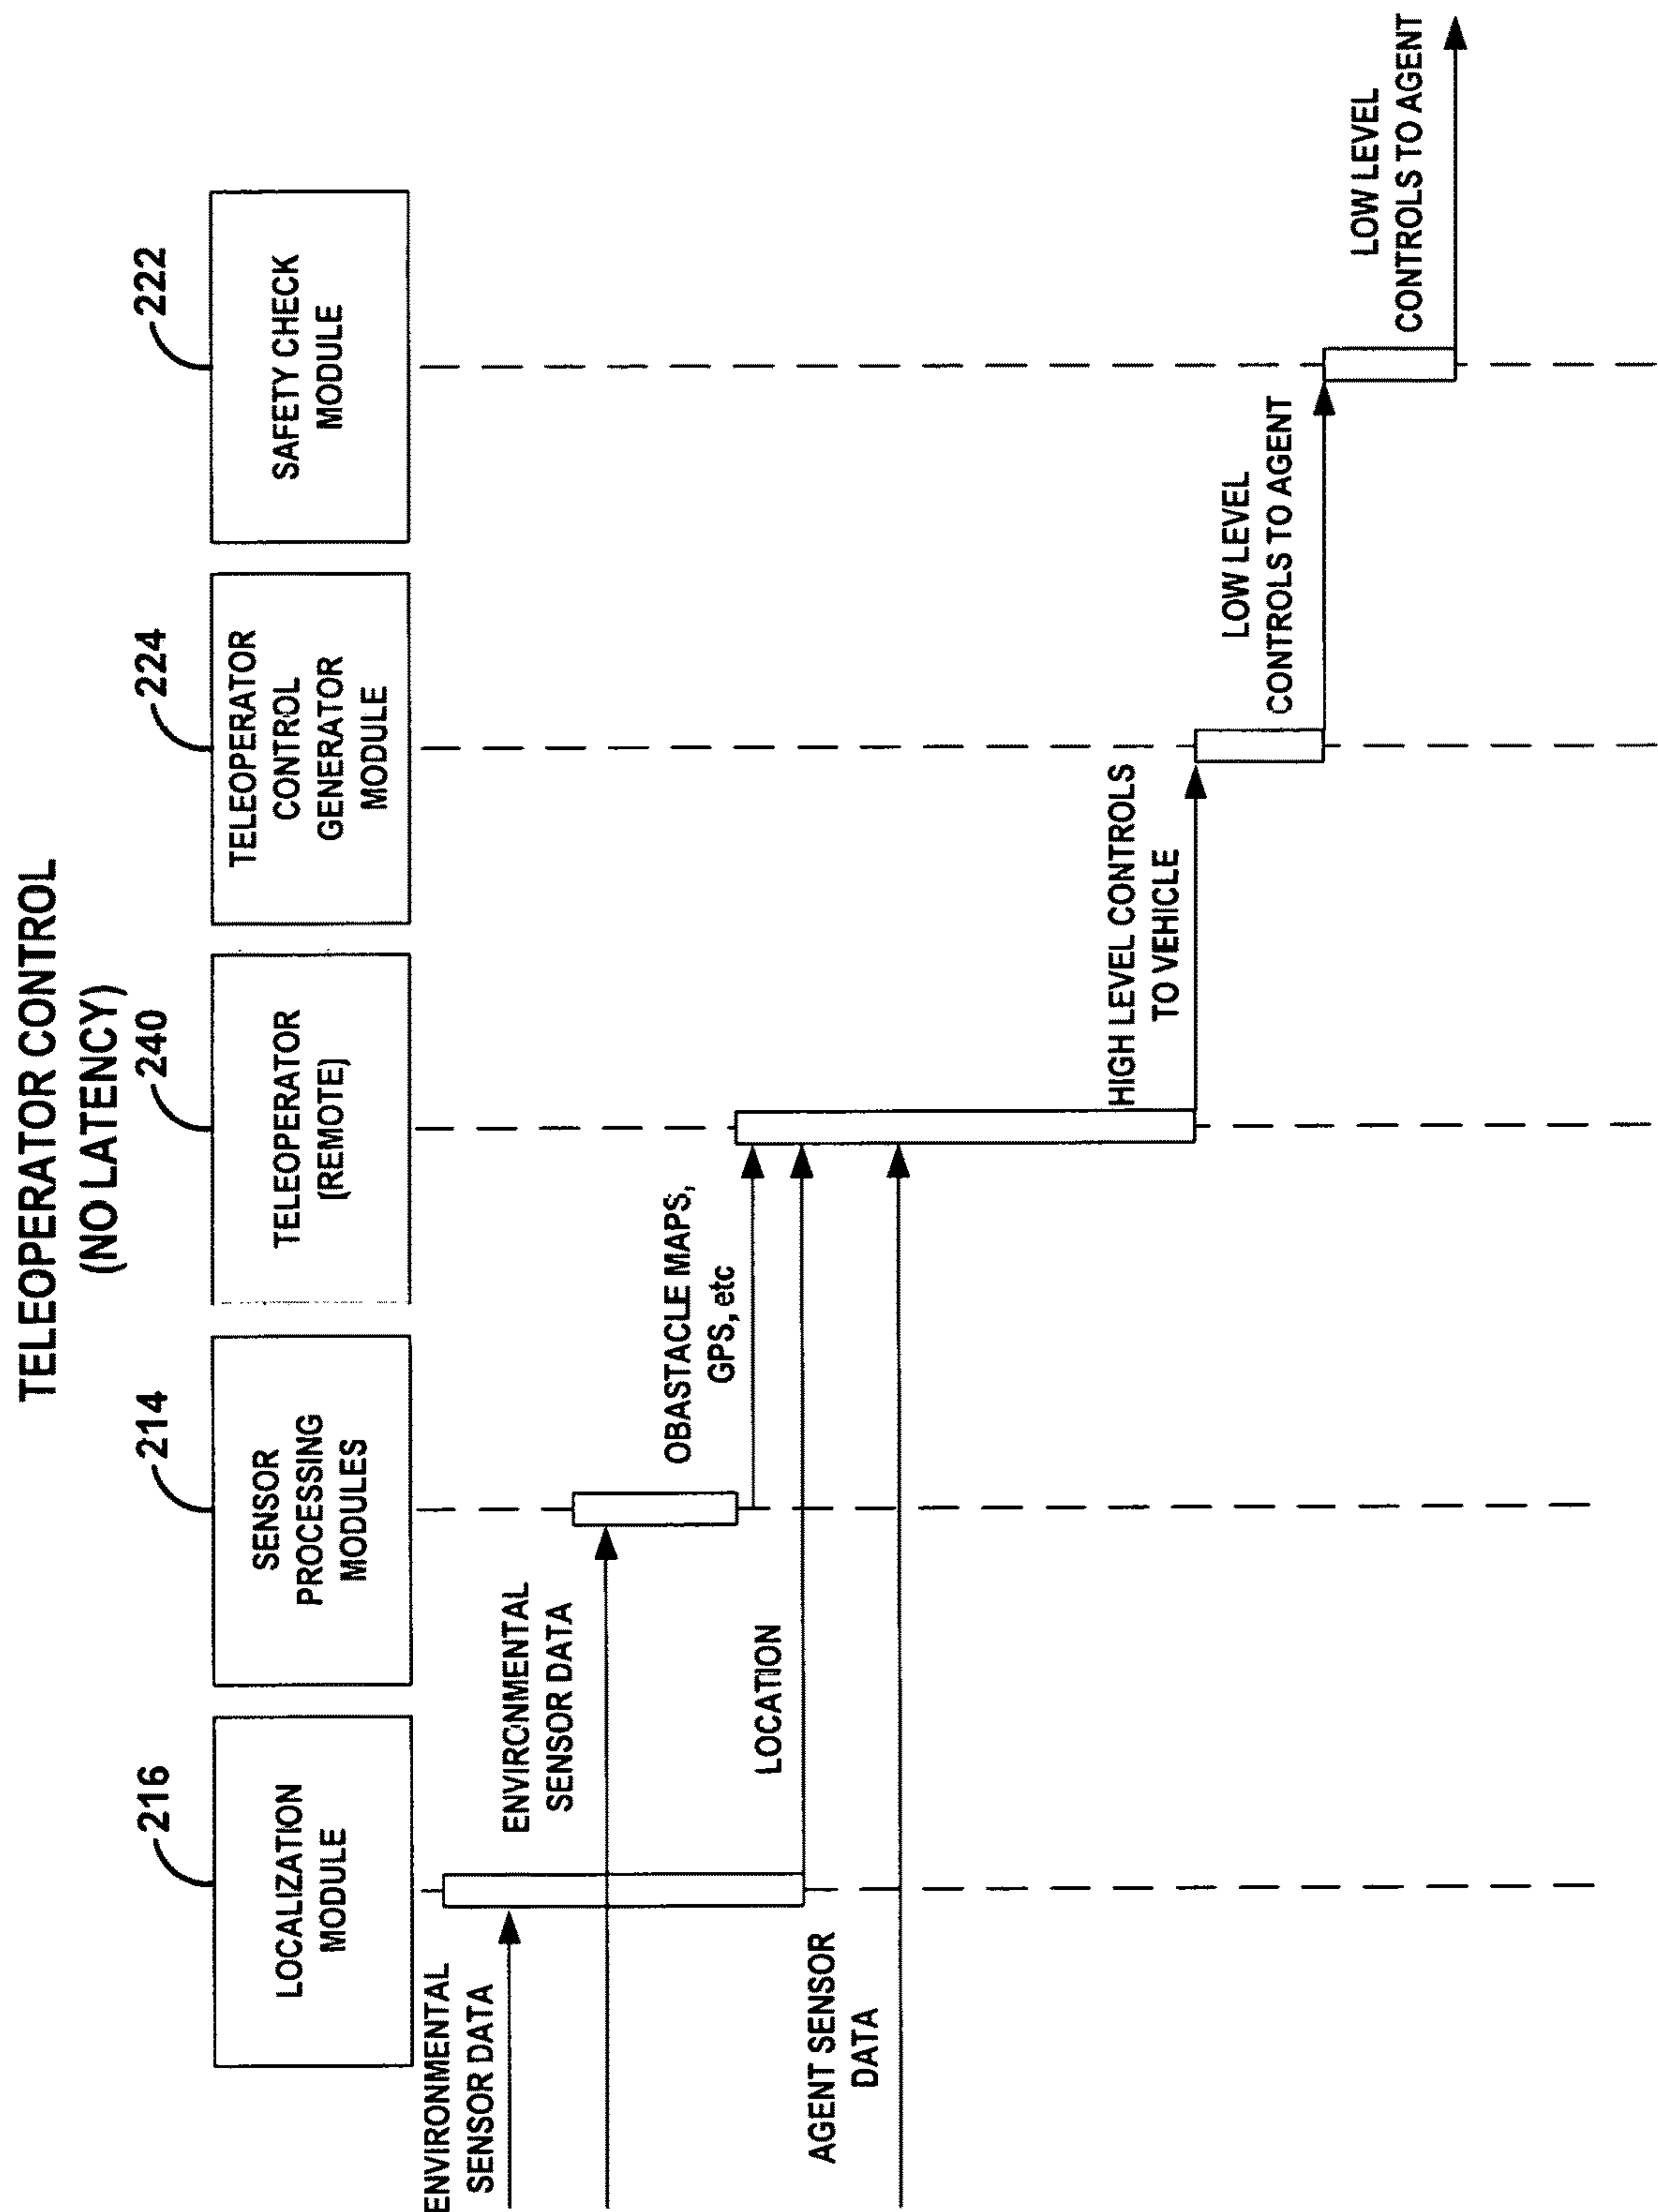 TELEOPERATOR CONTROL
(NO LATENCY)
216
214
240
224
222
LOCALIZATION
MODULE
SENSOR
PROCESSING
MODULES
TELEOPERATOR
(REMOTE)
TELEOPERATOR
CONTROL
GENERATOR
MODULE
SAFETY CHECK
MODULE
ENVIRONMENTAL
SENSOR DATA
ENVIRONMENTAL
SENSOR DATA
OBASTACLE MAPS,
GPS, etc
LOCATION
AGENT SENSOR
DATA
HIGH LEVEL CONTROLS
TO VEHICLE
LOW LEVEL
CONTROLS TO AGENT
LOW LEVEL
CONTROLS TO AGENT